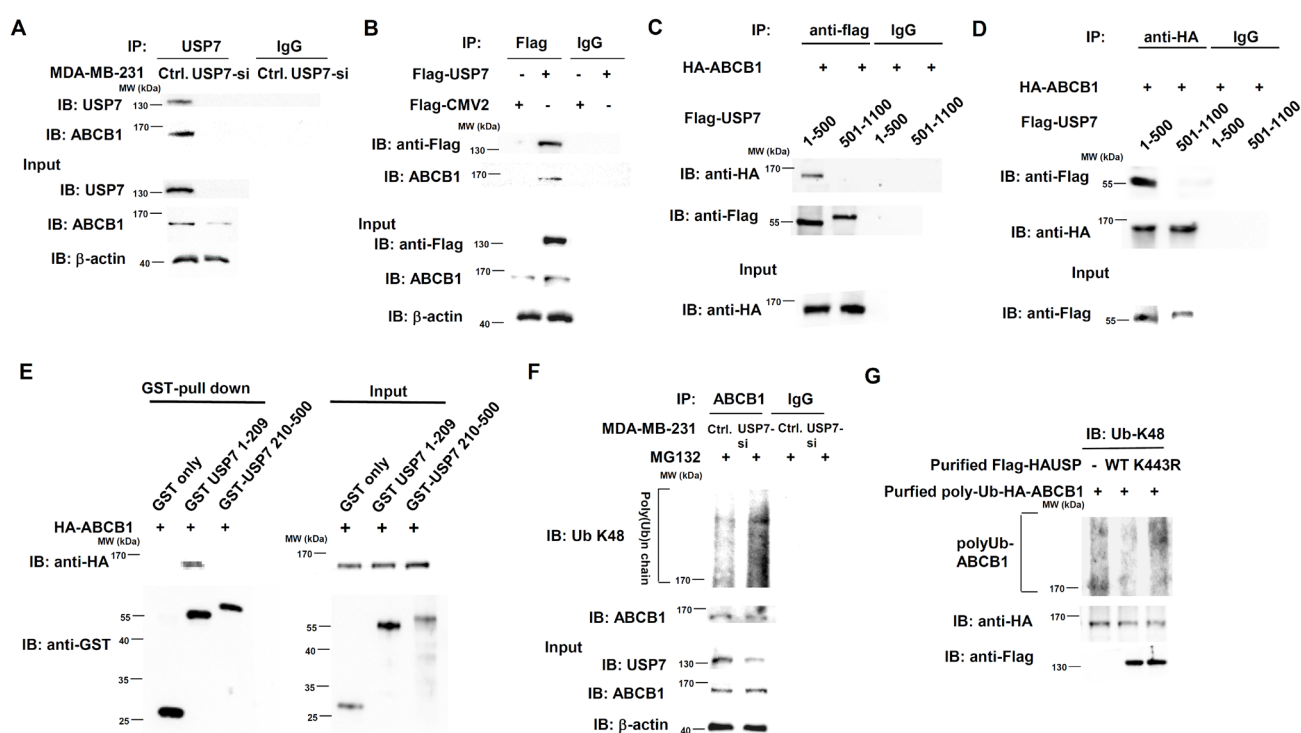 A
IP: USP7 IgG
MDA-MB-231 Ctrl. USP7-si Ctrl. USP7-si
MW (kDa)
IB: USP7 130
IB: ABCB1 170
Input
IB: USP7 130
IB: ABCB1 170
IB: β-actin 40
B
IP: Flag IgG
Flag-USP7 - + - +
Flag-CMV2 + - + -
MW (kDa)
IB: anti-Flag 130
IB: ABCB1 170
Input
IB: anti-Flag 130
IB: ABCB1 170
IB: β-actin 40
C
IP: anti-flag IgG
HA-ABCB1 + + + +
Flag-USP7 1-500 501-1100 1-500 501-1100
MW (kDa)
IB: anti-HA 170
IB: anti-Flag 55
Input
IB: anti-HA 170
D
IP: anti-HA IgG
HA-ABCB1 + + + +
Flag-USP7 1-500 501-1100 1-500 501-1100
MW (kDa)
IB: anti-Flag 55
IB: anti-HA 170
Input
IB: anti-Flag 55
E
GST-pull down Input
GST only GST USP7 1-209 GST-USP7 210-500 GST only GST USP7 1-209 GST-USP7 210-500
HA-ABCB1 + + + + + +
MW (kDa) MW (kDa)
IB: anti-HA 170 170
IB: anti-GST
55 55
40 40
35 35
25 25
F
IP: ABCB1 IgG
MDA-MB-231 Ctrl. USP7-si Ctrl. USP7-si
MG132 + + + +
MW (kDa)
IB: Ub K48 Poly(Ub)n chain
170
IB: ABCB1 170
Input
IB: USP7 130
IB: ABCB1 170
IB: β-actin 40
G
IB: Ub-K48
Purified Flag-HAUSP - WT K443R
Purfied poly-Ub-HA-ABCB1 + + +
MW (kDa)
polyUb-
ABCB1
170
IB: anti-HA 170
IB: anti-Flag 130